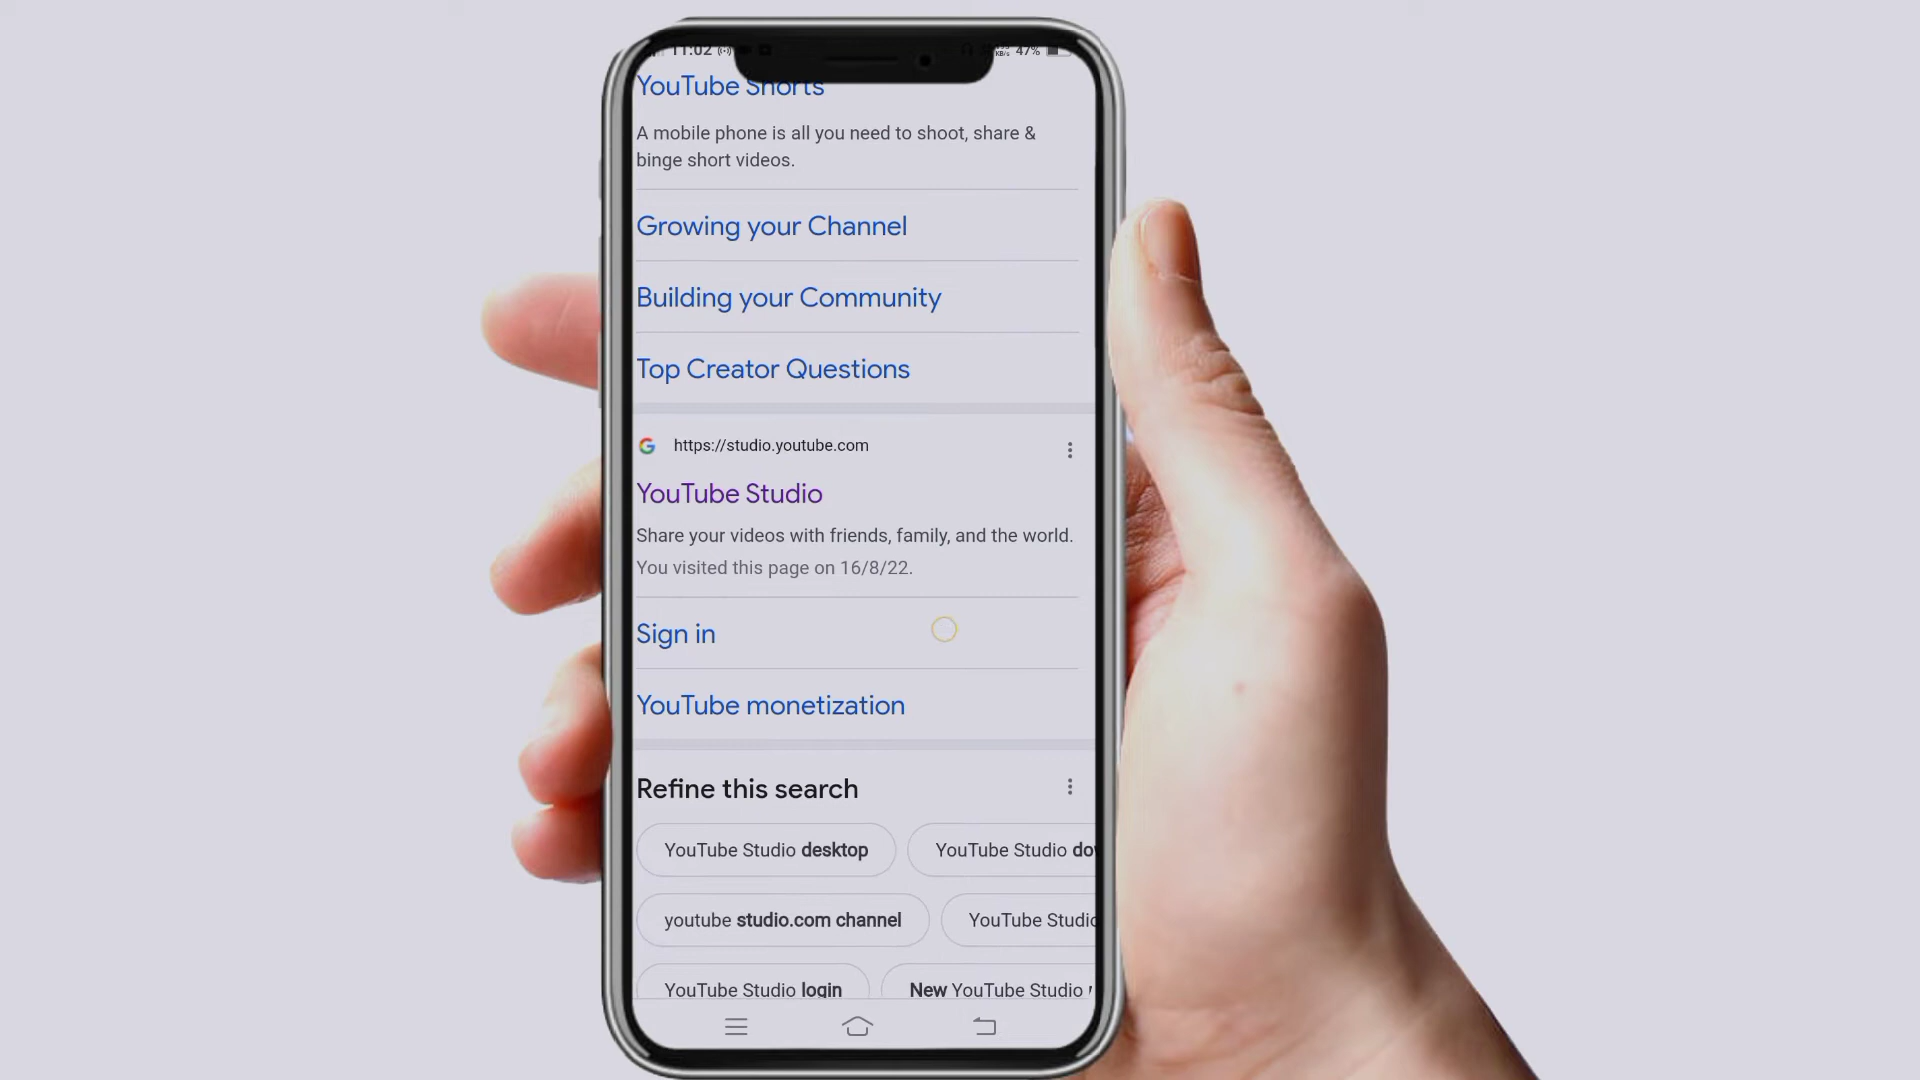 11:02
47%
YouTube Shorts
A mobile phone is all you need to shoot, share &
binge short videos.
Growing your Channel
Building your Community
Top Creator Questions
https://studio.youtube.com
YouTube Studio
Share your videos with friends, family, and the world.
You visited this page on 16/8/22.
Sign in
YouTube monetization
Refine this search
YouTube Studio desktop
YouTube Studio
youtube studio.com channel
YouTube Studio
YouTube Studio login
New YouTube Studio